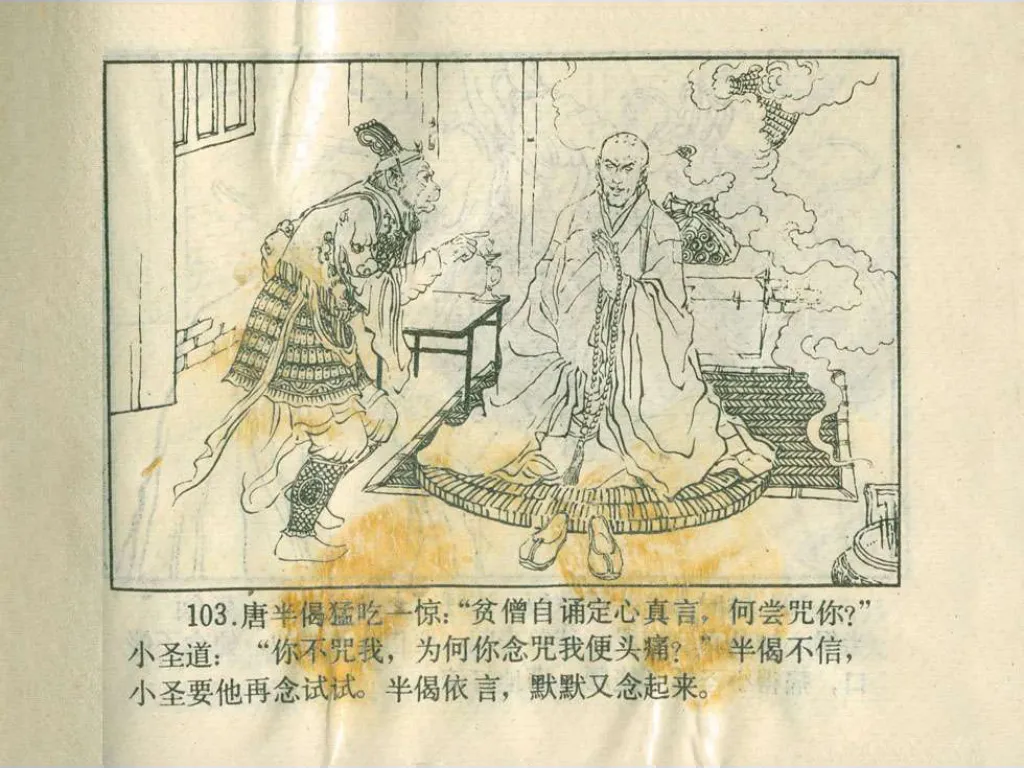 103.唐半偈猛吃一惊：“贫僧自诵定心真言，何尝咒你？”
小圣道：“你不咒我，为何你念咒我便头痛？”半偈不信，
小圣要他再念试试。半偈依言，默默又念起来。